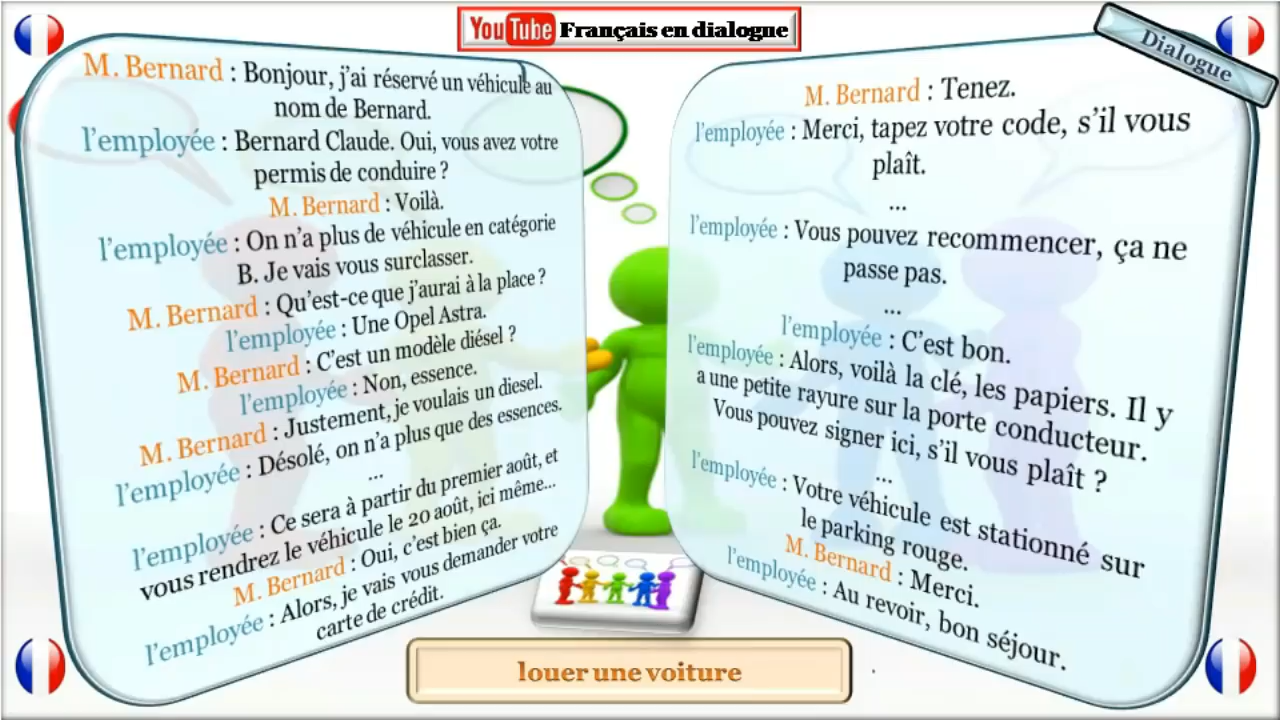 YouTube Français en dialogue
Dialogue
M. Bernard : Bonjour, j'ai réservé un véhicule au
nom de Bernard.
l'employée : Bernard Claude. Oui, vous avez votre
permis de conduire ?
M. Bernard : Voilà.
l'employée : On n'a plus de véhicule en catégorie
B. Je vais vous surclasser.
M. Bernard : Qu'est-ce que j'aurai à la place ?
l'employée : Une Opel Astra.
M. Bernard : C'est un modèle diésel ?
l'employée : Non, essence.
M. Bernard : Justement, je voulais un diesel.
l'employée : Désolé, on n'a plus que des essences.
...
l'employée : Ce sera à partir du premier août, et
vous rendrez le véhicule le 20 août, ici même...
M. Bernard : Oui, c'est bien ça.
l'employée : Alors, je vais vous demander votre
carte de crédit.
M. Bernard : Tenez.
l'employée : Merci, tapez votre code, s'il vous
plaît.
...
l'employée : Vous pouvez recommencer, ça ne
passe pas.
...
l'employée : C'est bon.
l'employée : Alors, voilà la clé, les papiers. Il y
a une petite rayure sur la porte conducteur.
Vous pouvez signer ici, s'il vous plaît ?
...
l'employée : Votre véhicule est stationné sur
le parking rouge.
M. Bernard : Merci.
l'employée : Au revoir, bon séjour.
louer une voiture